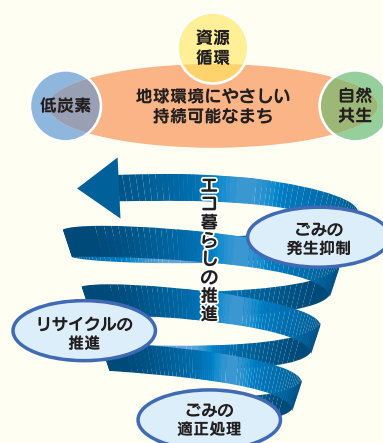 資源
循環
低炭素
地球環境にやさしい
持続可能なまち
自然
共生
エコ暮らしの推進
ごみの
発生抑制
リサイクルの
推進
ごみの
適正処理